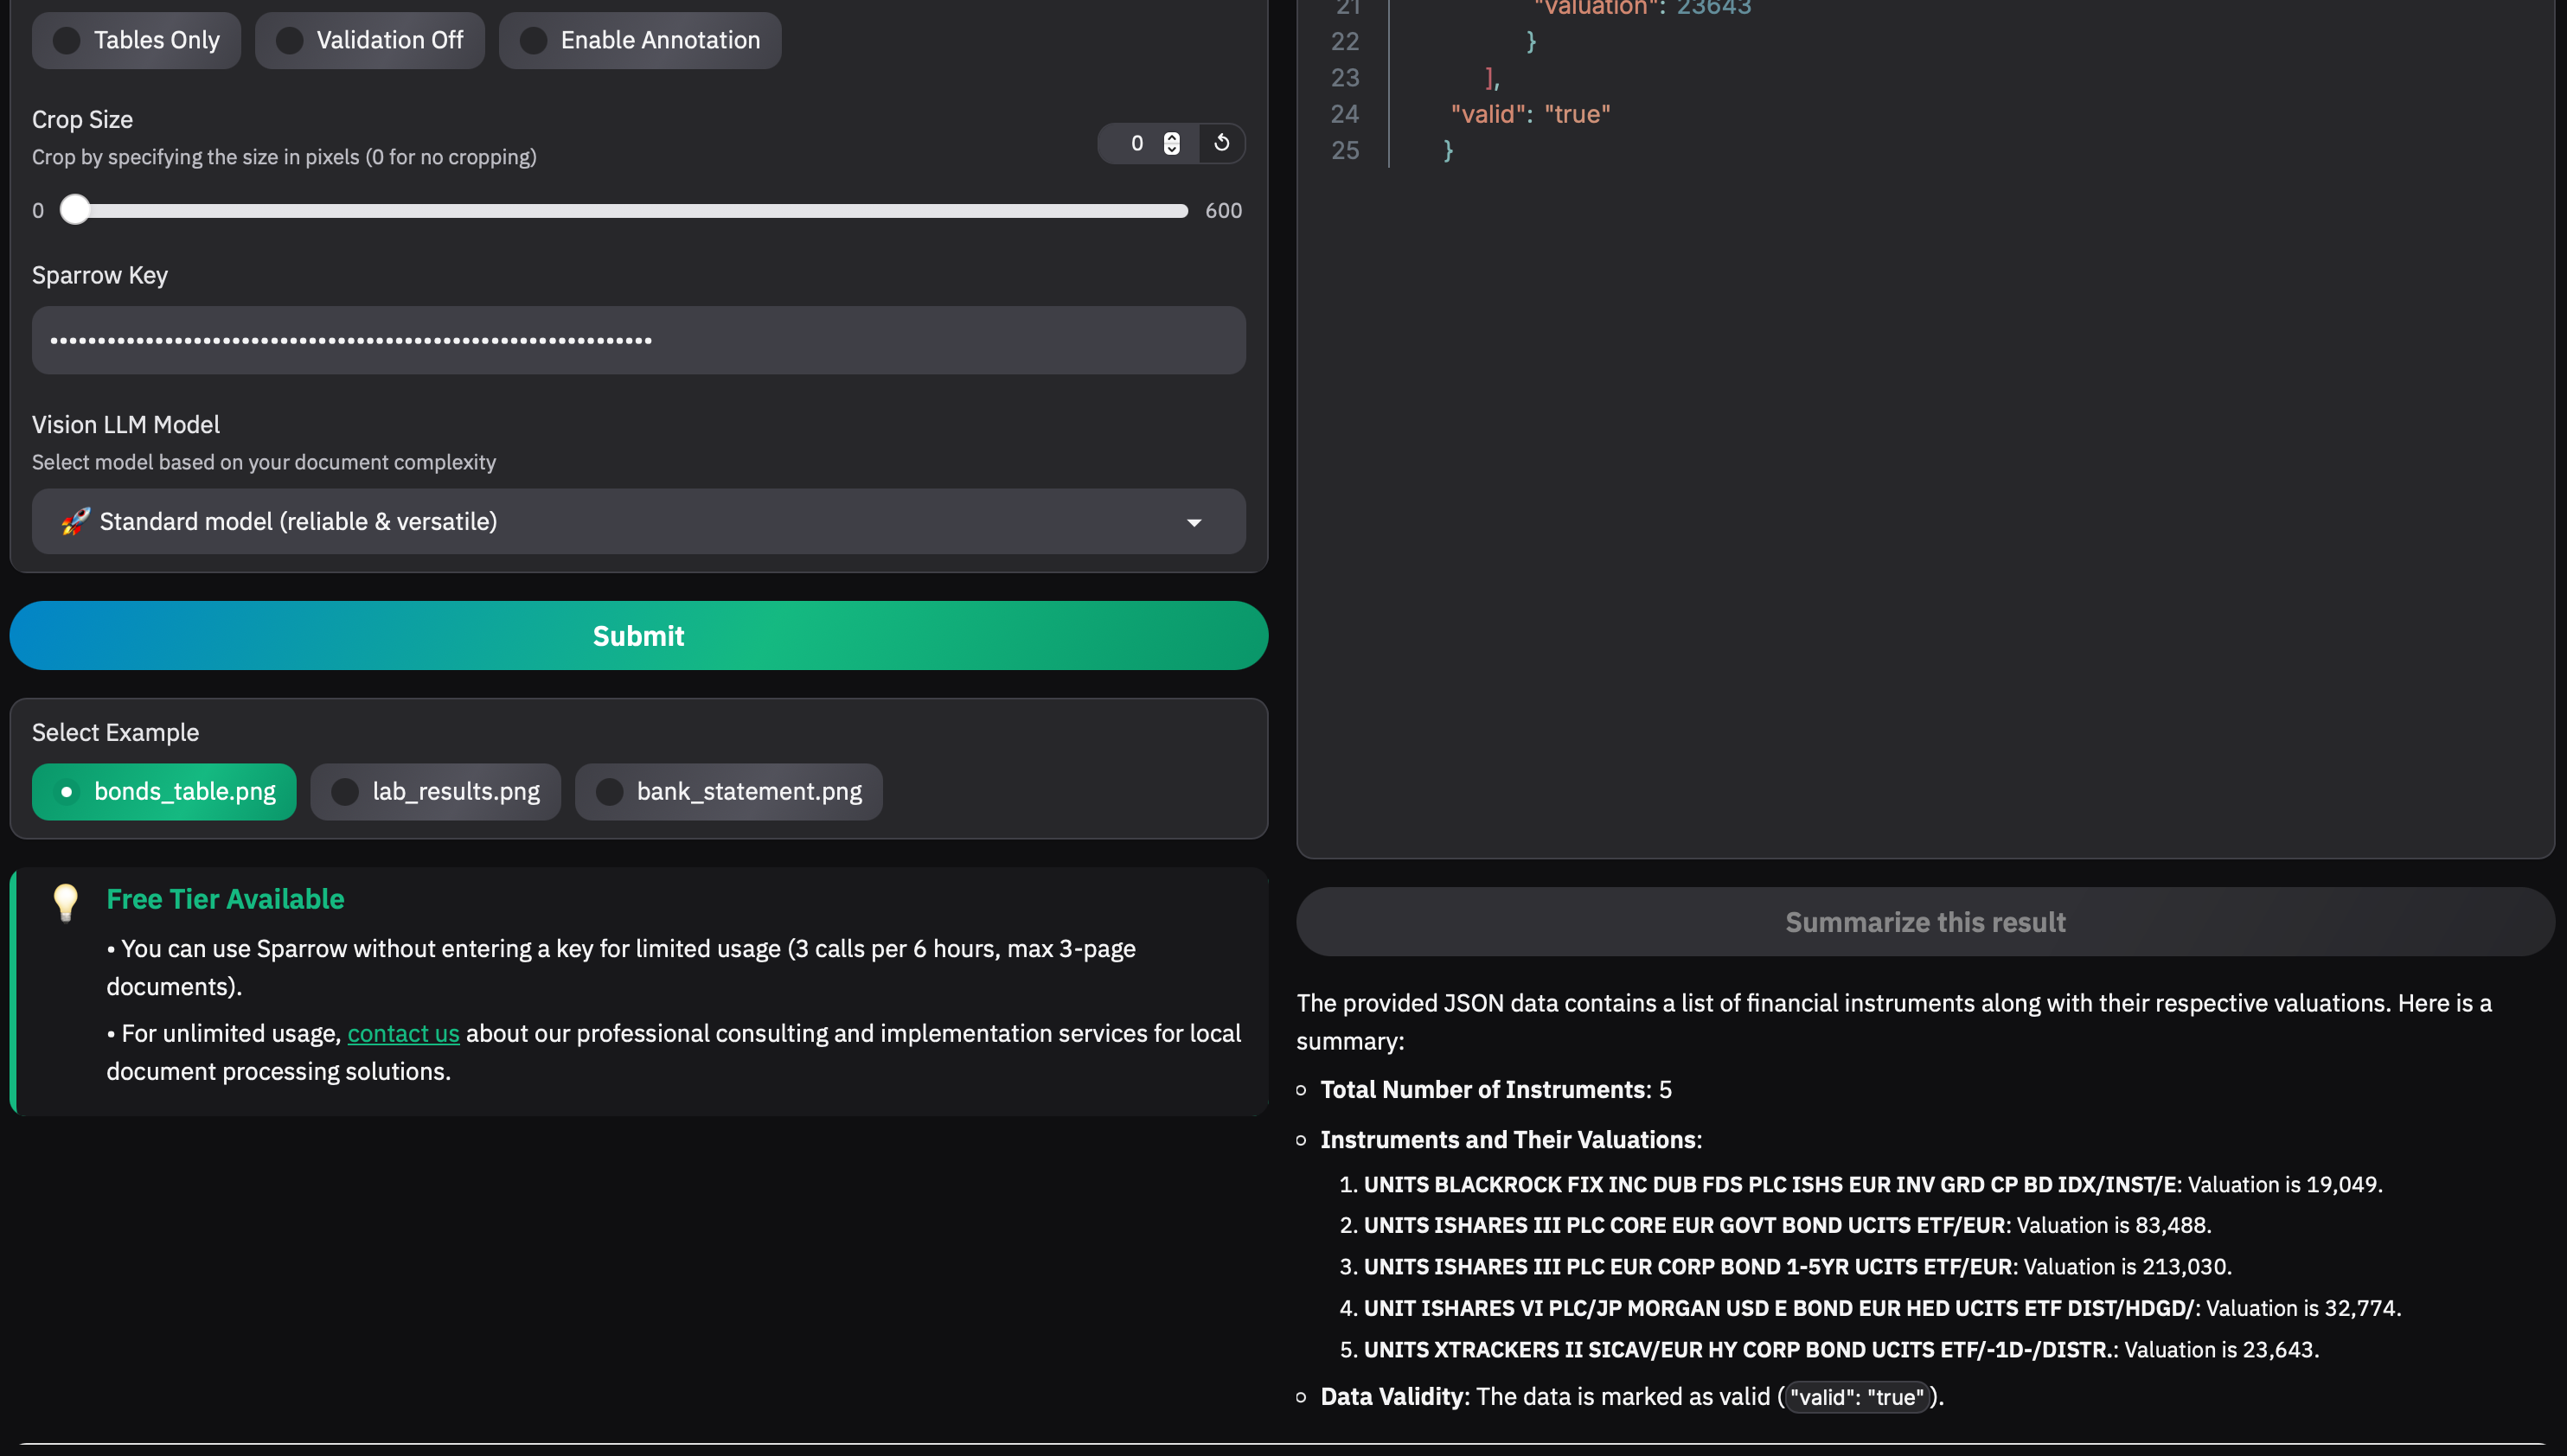 Tables Only
Validation Off
Enable Annotation
Crop Size
Crop by specifying the size in pixels (0 for no cropping)
0
0
600
Sparrow Key
•••••••••••••••••••••••••••••••••••••••••••••••••••••••••••••••
Vision LLM Model
Select model based on your document complexity
🚀 Standard model (reliable & versatile)
Submit
Select Example
bonds_table.png
lab_results.png
bank_statement.png
💡 Free Tier Available
• You can use Sparrow without entering a key for limited usage (3 calls per 6 hours, max 3-page
documents).
• For unlimited usage, contact us about our professional consulting and implementation services for local
document processing solutions.
21 "valuation": 23643
22 }
23 ],
24 "valid": "true"
25 }
Summarize this result
The provided JSON data contains a list of financial instruments along with their respective valuations. Here is a
summary:
Total Number of Instruments: 5
Instruments and Their Valuations:
1. UNITS BLACKROCK FIX INC DUB FDS PLC ISHS EUR INV GRD CP BD IDX/INST/E: Valuation is 19,049.
2. UNITS ISHARES III PLC CORE EUR GOVT BOND UCITS ETF/EUR: Valuation is 83,488.
3. UNITS ISHARES III PLC EUR CORP BOND 1-5YR UCITS ETF/EUR: Valuation is 213,030.
4. UNIT ISHARES VI PLC/JP MORGAN USD E BOND EUR HED UCITS ETF DIST/HDGD/: Valuation is 32,774.
5. UNITS XTRACKERS II SICAV/EUR HY CORP BOND UCITS ETF/-1D-/DISTR.: Valuation is 23,643.
Data Validity: The data is marked as valid ("valid": "true").